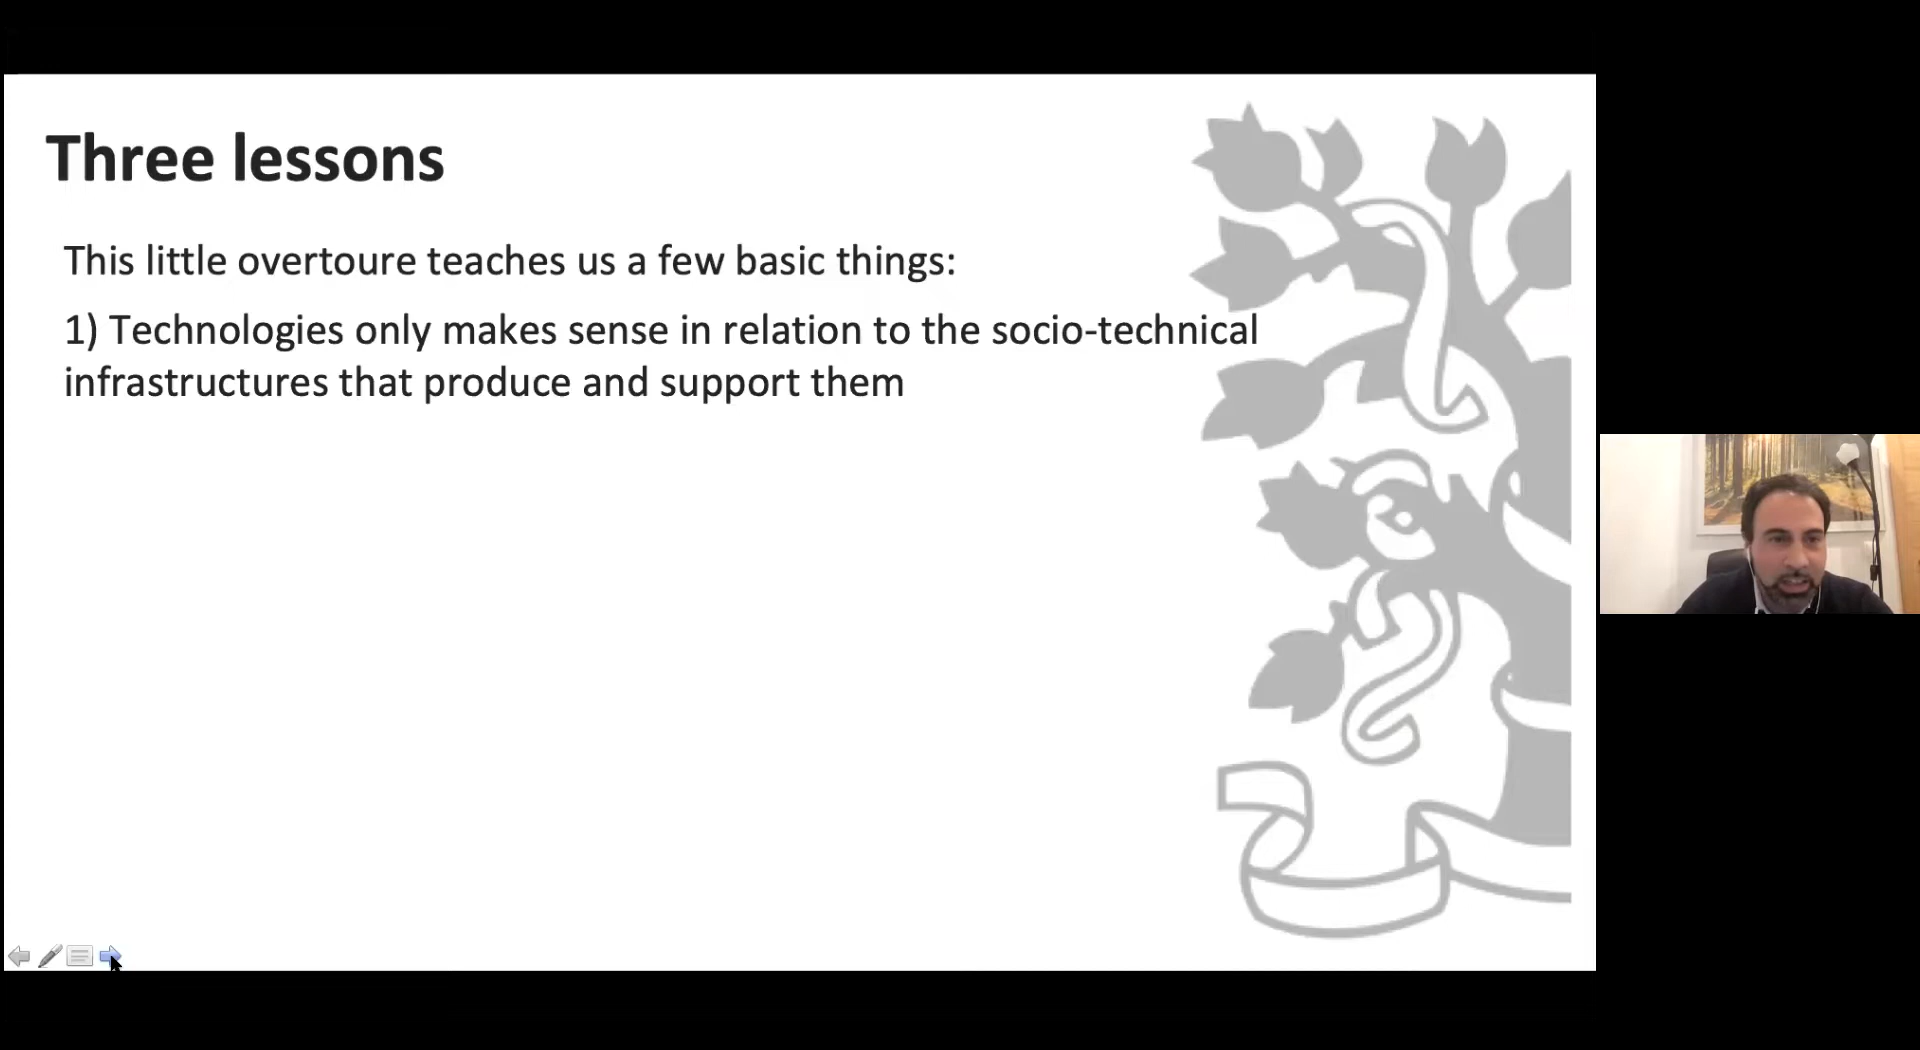 Three lessons
This little overtoure teaches us a few basic things:
1) Technologies only makes sense in relation to the socio-technical
infrastructures that produce and support them